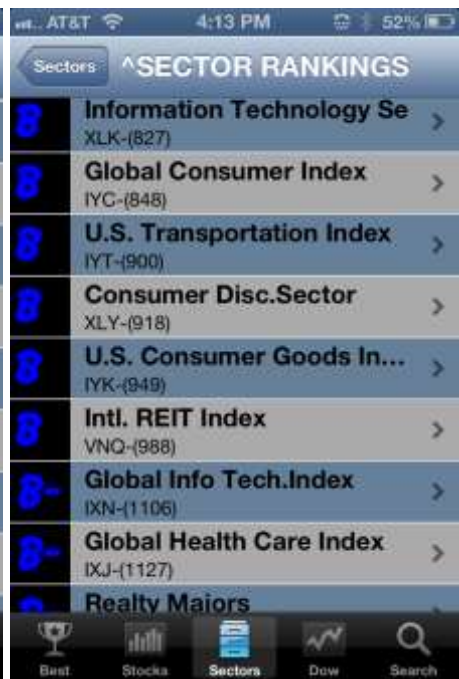 AT&T 4:13 PM 52%
Sectors ^SECTOR RANKINGS
B Information Technology Se
XLK-(827)
B Global Consumer Index
IYC-(848)
B U.S. Transportation Index
IYT-(900)
B Consumer Disc.Sector
XLY-(918)
B U.S. Consumer Goods In...
IYK-(949)
B Intl. REIT Index
VNQ-(988)
B- Global Info Tech.Index
IXN-(1106)
B- Global Health Care Index
IXJ-(1127)
B- Realty Majors
Best Stocks Sectors Dow Search